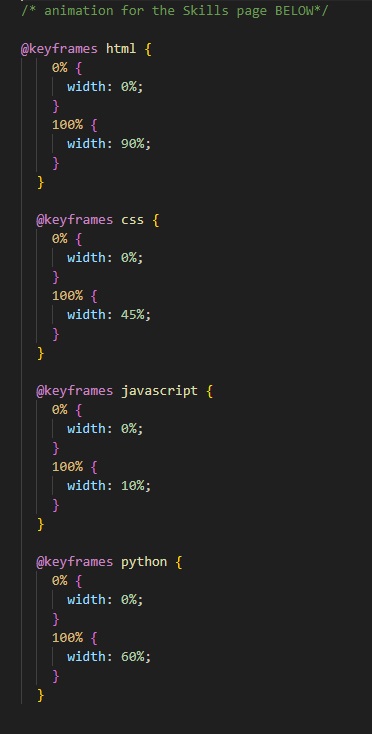 /* animation for the Skills page BELOW*/
@keyframes html {
0% {
width: 0%;
}
100% {
width: 90%;
}
}
@keyframes css {
0% {
width: 0%;
}
100% {
width: 45%;
}
}
@keyframes javascript {
0% {
width: 0%;
}
100% {
width: 10%;
}
}
@keyframes python {
0% {
width: 0%;
}
100% {
width: 60%;
}
}